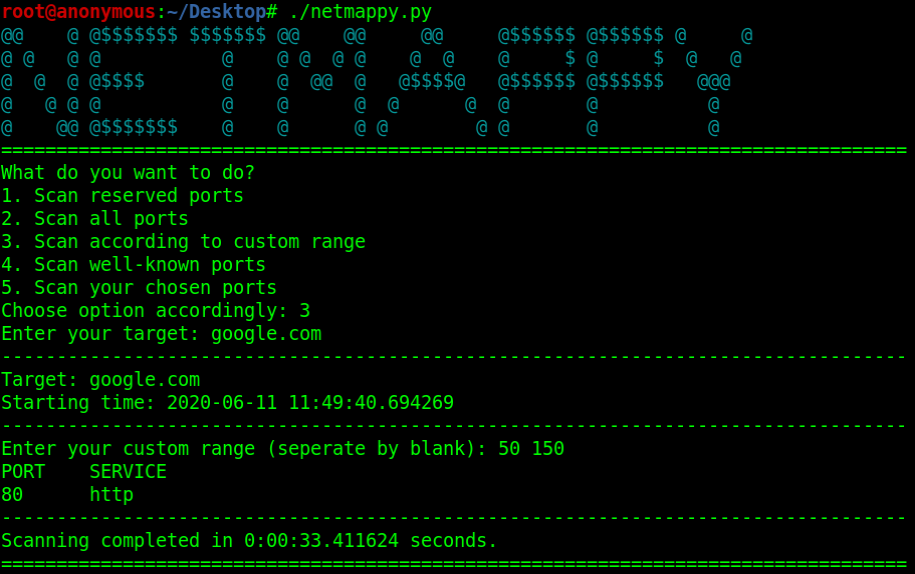 root@anonymous:~/Desktop# ./netmappy.py
@@    @ @$$$$$$$ $$$$$$$ @@    @@     @@     @$$$$$$ @$$$$$$ @     @
@ @   @ @           @    @ @  @ @    @  @    @     $ @     $  @   @
@  @  @ @$$$$       @    @  @@  @   @$$$$@   @$$$$$$ @$$$$$$   @@@
@   @ @ @           @    @      @  @      @  @       @          @
@    @@ @$$$$$$$    @    @      @ @        @ @       @          @
==================================================================================
What do you want to do?
1. Scan reserved ports
2. Scan all ports
3. Scan according to custom range
4. Scan well-known ports
5. Scan your chosen ports
Choose option accordingly: 3
Enter your target: google.com
----------------------------------------------------------------------------------
Target: google.com
Starting time: 2020-06-11 11:49:40.694269
----------------------------------------------------------------------------------
Enter your custom range (seperate by blank): 50 150
PORT    SERVICE
80      http
----------------------------------------------------------------------------------
Scanning completed in 0:00:33.411624 seconds.
==================================================================================